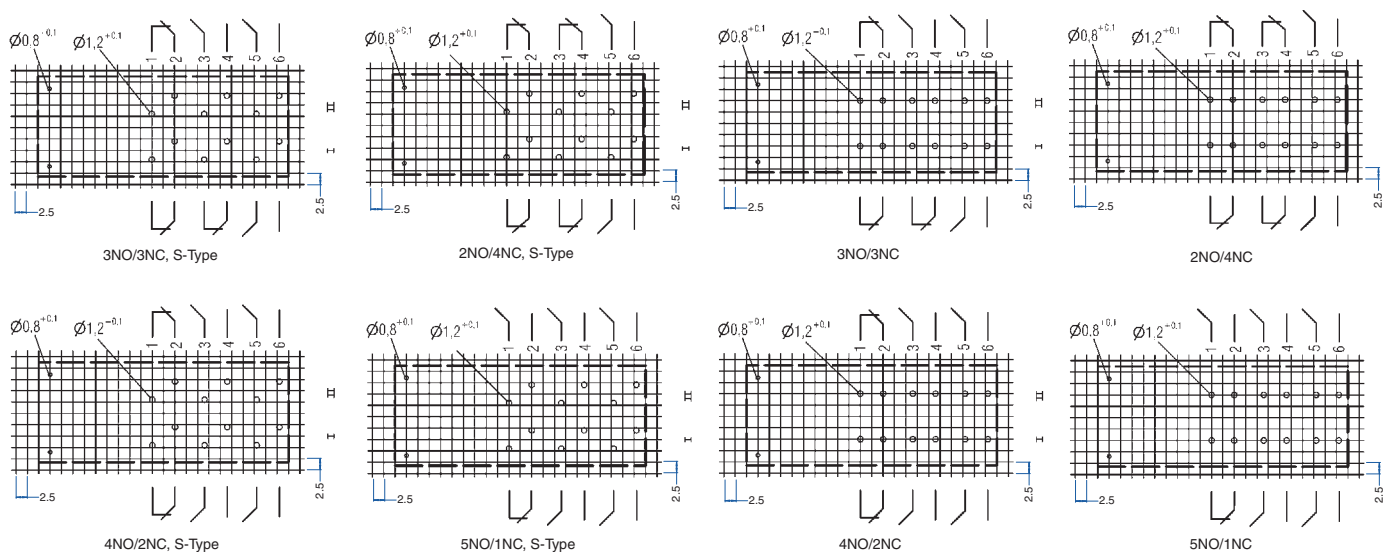 Ø0,8 +0,1 Ø1,2 +0,1 1 2 3 4 5 6
II
I
2.5
2.5
3NO/3NC, S-Type
Ø0,8 +0,1 Ø1,2 +0,1 1 2 3 4 5 6
II
I
2.5
2.5
2NO/4NC, S-Type
Ø0,8 +0,1 Ø1,2 −0,1 1 2 3 4 5 6
II
I
2.5
2.5
3NO/3NC
Ø0,8 +0,1 Ø1,2 +0,1 1 2 3 4 5 6
2.5
2.5
2NO/4NC
Ø0,8 +0,1 Ø1,2 −0,1 1 2 3 4 5 6
II
I
2.5
2.5
4NO/2NC, S-Type
Ø0,8 +0,1 Ø1,2 +0,1 1 2 3 4 5 6
II
I
2.5
2.5
5NO/1NC, S-Type
Ø0,8 +0,1 Ø1,2 +0,1 1 2 3 4 5 6
II
I
2.5
2.5
4NO/2NC
Ø0,8 +0,1 Ø1,2 +0,1 1 2 3 4 5 6
2.5
2.5
5NO/1NC